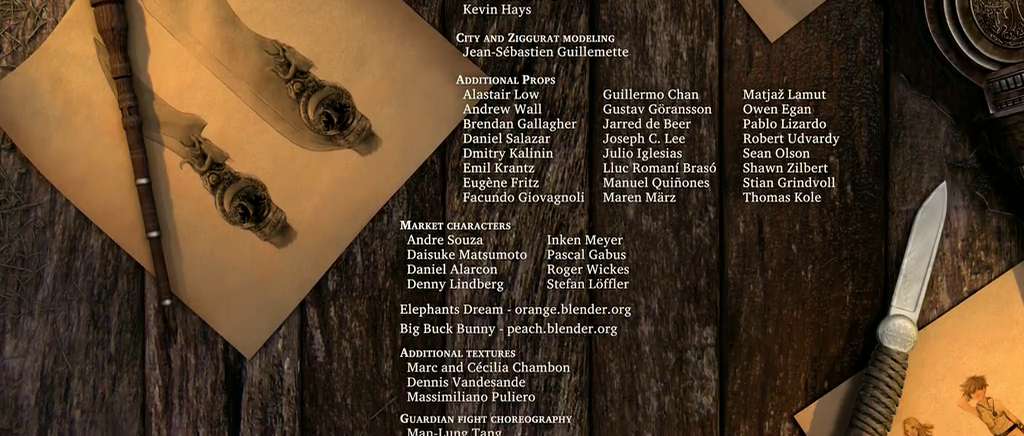 Kevin Hays
City and Ziggurat modeling
Jean-Sébastien Guillemette
Additional Props
Alastair Low
Andrew Wall
Brendan Gallagher
Daniel Salazar
Dmitry Kalinin
Emil Krantz
Eugène Fritz
Facundo Giovagnoli
Guillermo Chan
Gustav Göransson
Jarred de Beer
Joseph C. Lee
Julio Iglesias
Lluc Romaní Brasó
Manuel Quiñones
Maren März
Matjaž Lamut
Owen Egan
Pablo Lizardo
Robert Udvardy
Sean Olson
Shawn Zilbert
Stian Grindvoll
Thomas Kole
Market characters
Andre Souza
Daisuke Matsumoto
Daniel Alarcon
Denny Lindberg
Inken Meyer
Pascal Gabus
Roger Wickes
Stefan Löffler
Elephants Dream - orange.blender.org
Big Buck Bunny - peach.blender.org
Additional textures
Marc and Cécilia Chambon
Dennis Vandesande
Massimiliano Puliero
Guardian fight choreography
Man-Lung Tang